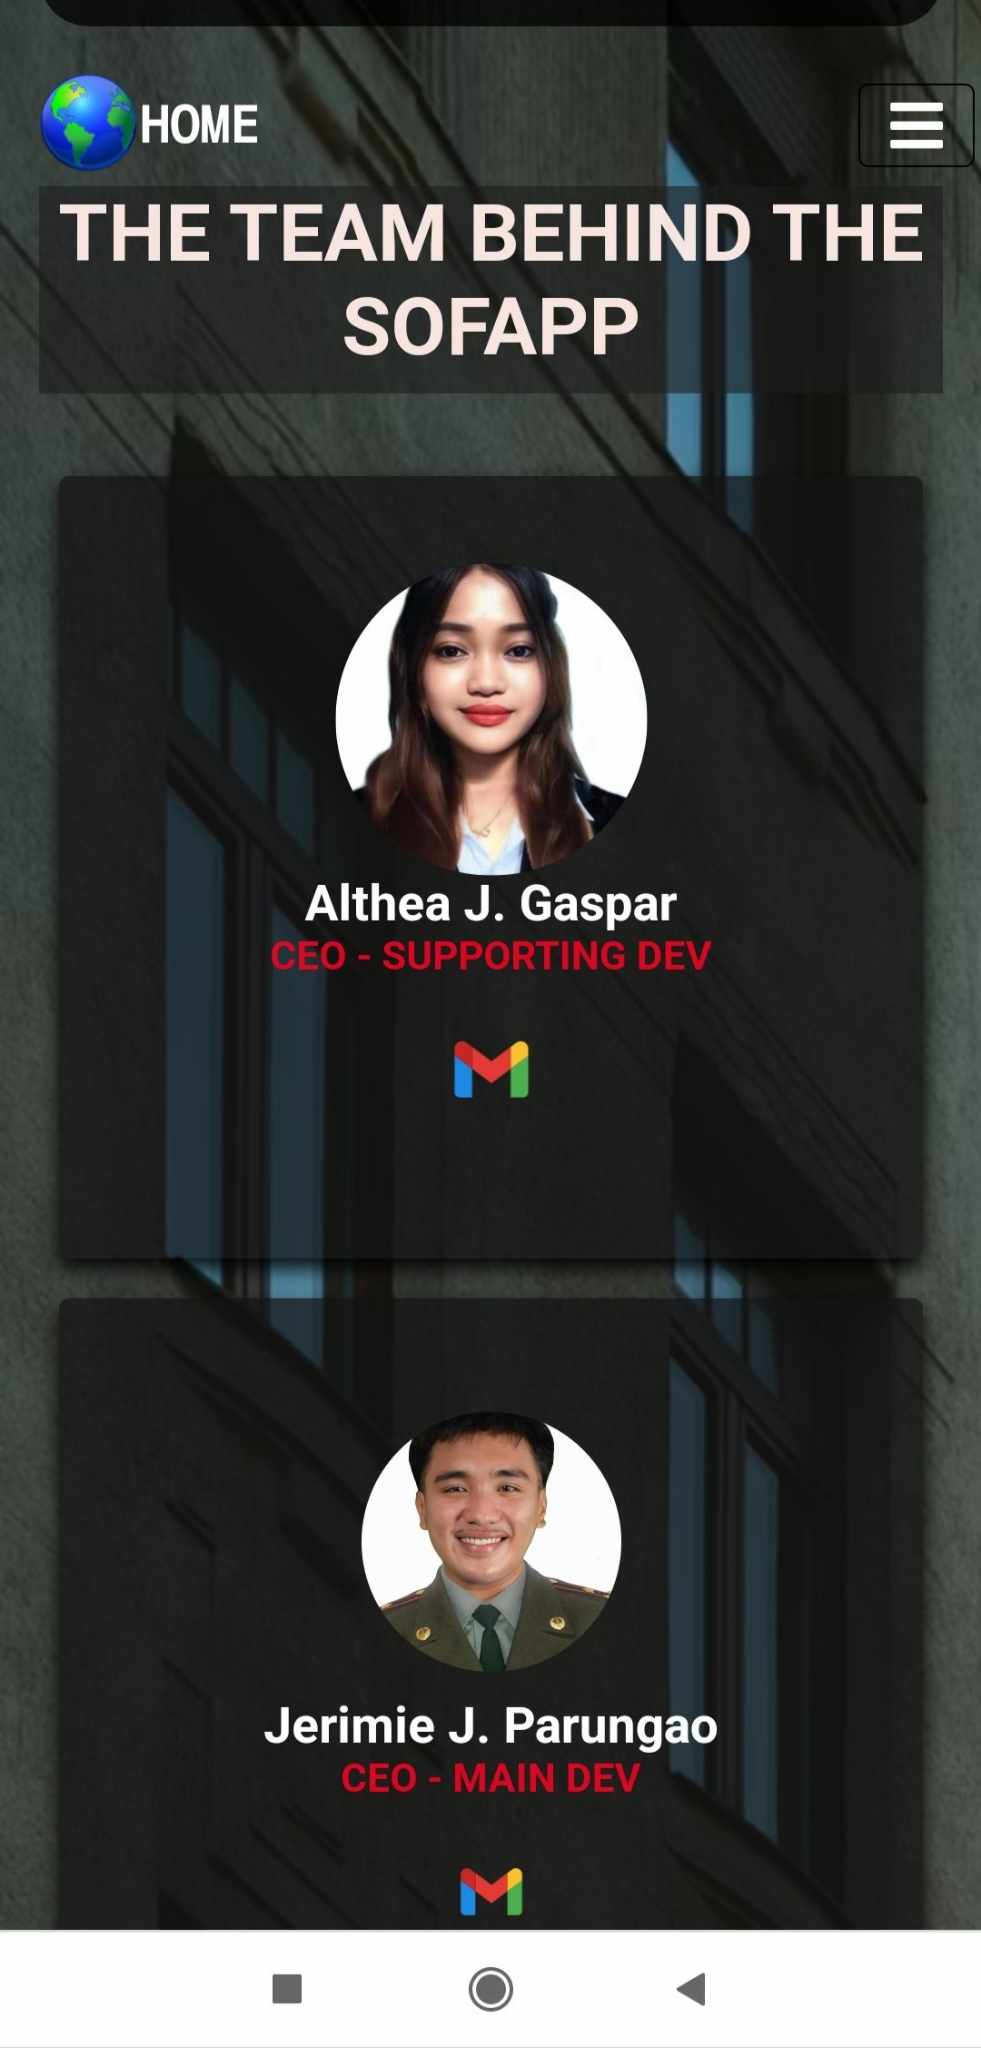 HOME
THE TEAM BEHIND THE
SOFAPP
Althea J. Gaspar
CEO - SUPPORTING DEV
Jerimie J. Parungao
CEO - MAIN DEV